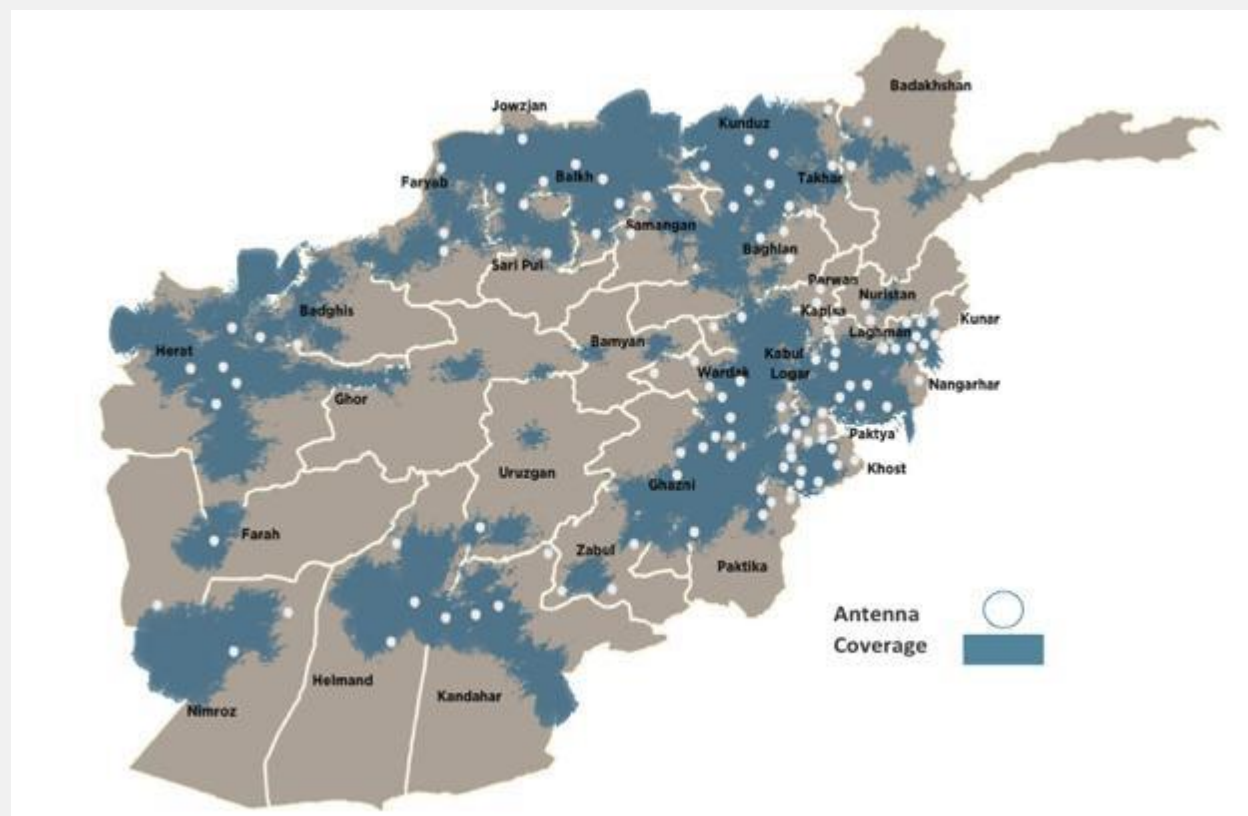 Badakhshan
Jowzjan
Kunduz
Faryab
Balkh
Takhar
Samangan
Baghlan
Sari Pul
Parwan
Nuristan
Badghis
Kapisa
Kunar
Laghman
Herat
Bamyan
Kabul
Wardak
Logar
Nangarhar
Ghor
Paktya
Khost
Uruzgan
Ghazni
Farah
Zabul
Paktika
Antenna
Coverage
Helmand
Kandahar
Nimroz